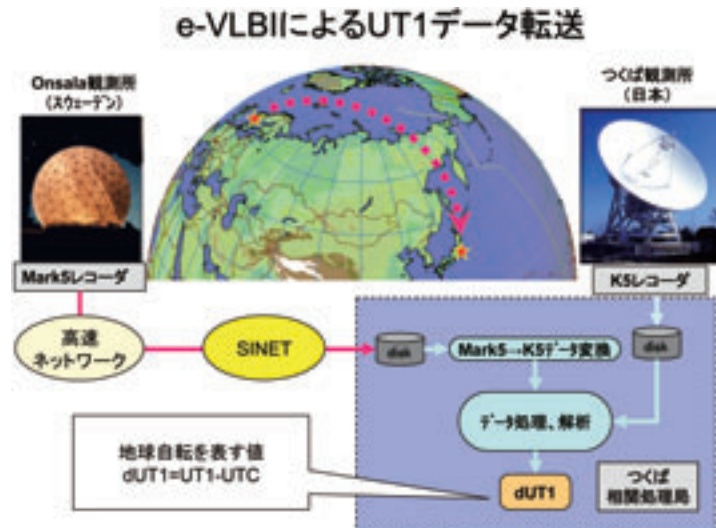 e-VLBIによるUT1データ転送
Onsala観測所
(スウェーデン)
つくば観測所
(日本)
Mark5レコーダ
K5レコーダ
高速
ネットワーク
SINET
disk
Mark5→K5データ変換
disk
データ処理、解析
地球自転を表す値
dUT1=UT1-UTC
dUT1
つくば
相関処理局